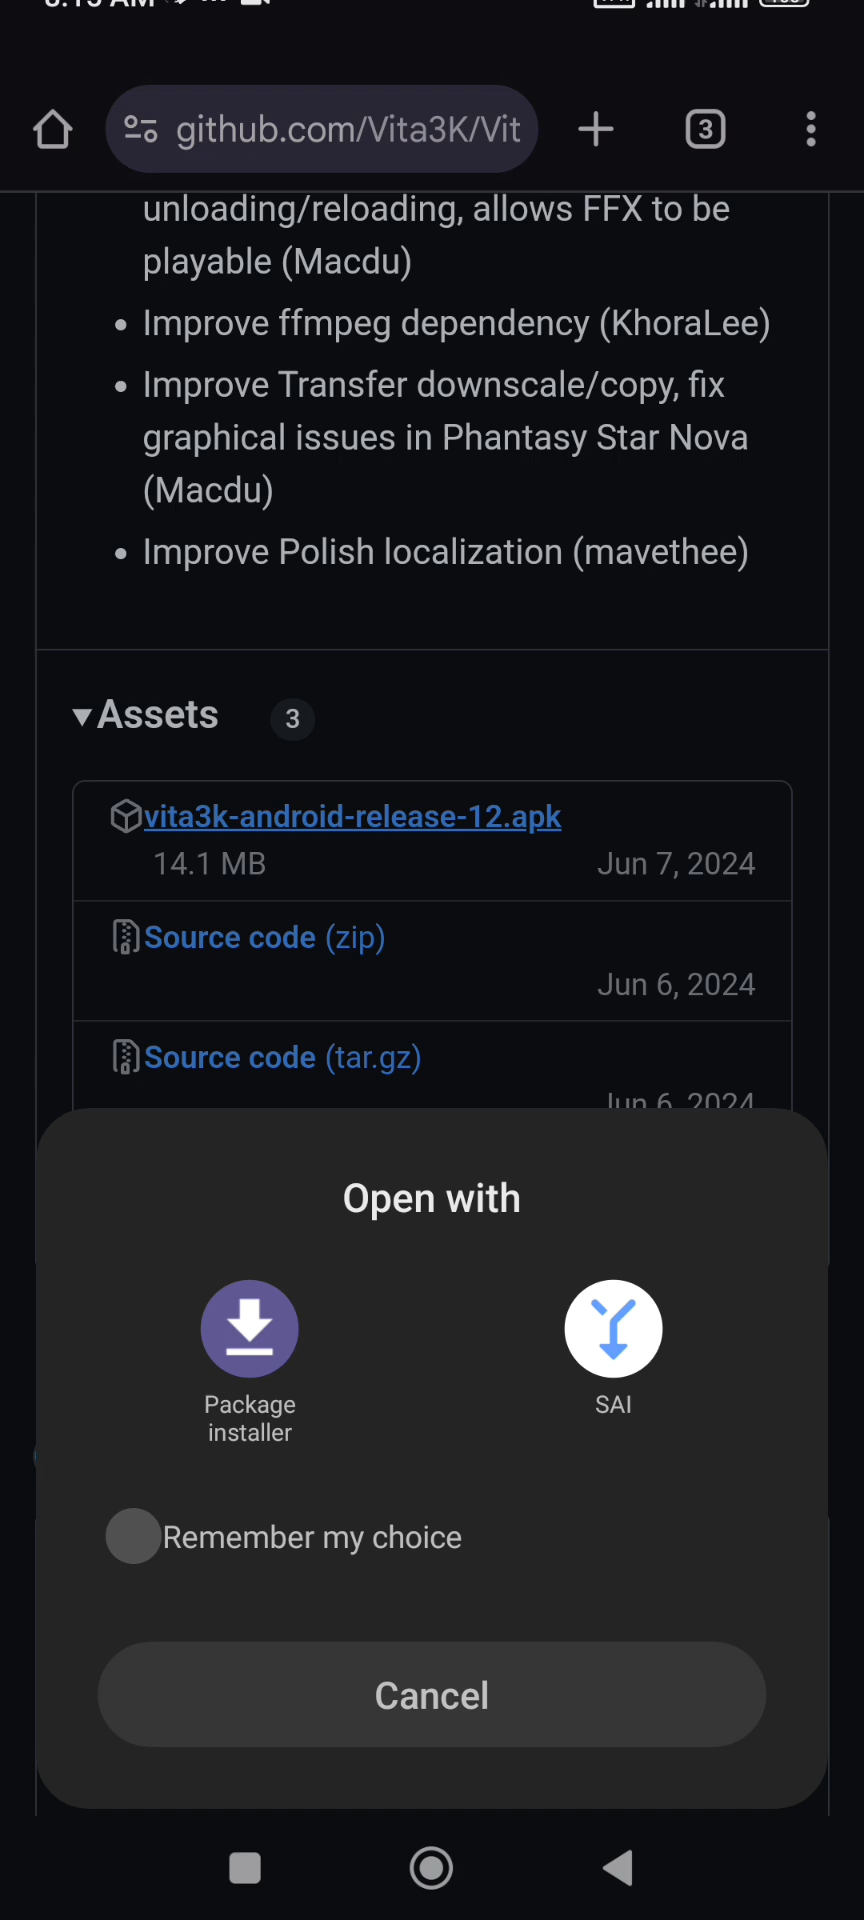 github.com/Vita3K/Vit
3
unloading/reloading, allows FFX to be
playable (Macdu)
• Improve ffmpeg dependency (KhoraLee)
• Improve Transfer downscale/copy, fix
graphical issues in Phantasy Star Nova
(Macdu)
• Improve Polish localization (mavethee)
Assets 3
vita3k-android-release-12.apk
14.1 MB Jun 7, 2024
Source code (zip)
Jun 6, 2024
Source code (tar.gz)
Jun 6, 2024
Open with
Package
installer
SAI
Remember my choice
Cancel